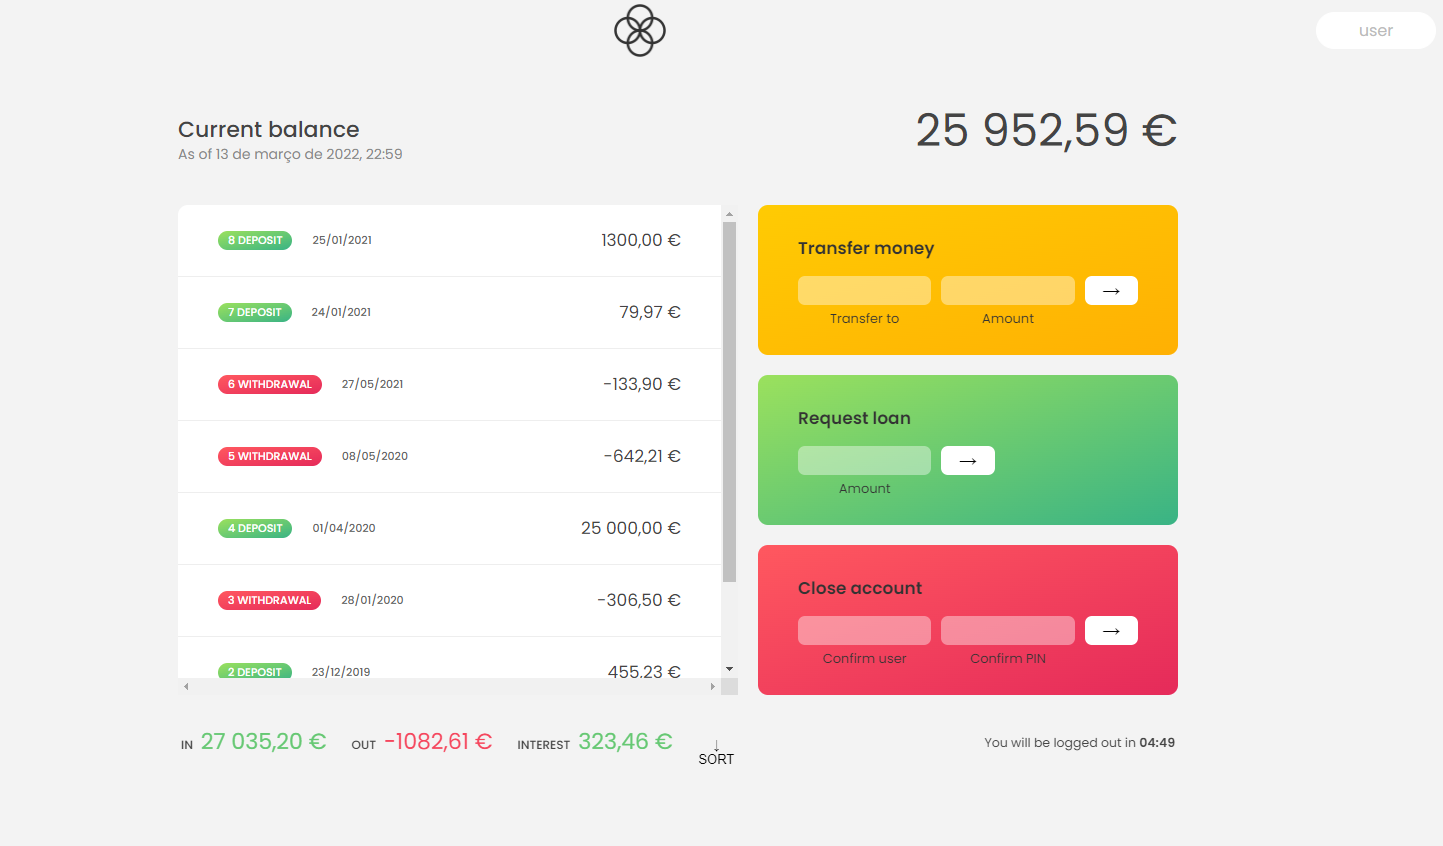 user
Current balance
25 952,59 €
As of 13 de março de 2022, 22:59
8 DEPOSIT 25/01/2021 1300,00 €
7 DEPOSIT 24/01/2021 79,97 €
6 WITHDRAWAL 27/05/2021 -133,90 €
5 WITHDRAWAL 08/05/2020 -642,21 €
4 DEPOSIT 01/04/2020 25 000,00 €
3 WITHDRAWAL 28/01/2020 -306,50 €
2 DEPOSIT 23/12/2019 455,23 €
Transfer money
→
Transfer to Amount
Request loan
→
Amount
Close account
→
Confirm user Confirm PIN
IN 27 035,20 € OUT -1082,61 € INTEREST 323,46 € ↓
SORT
You will be logged out in 04:49